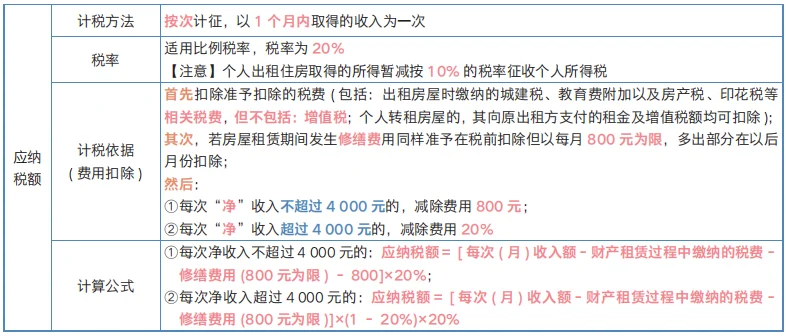 应纳
税额
计税方法
按次计征，以 1 个月内取得的收入为一次
税率
适用比例税率，税率为 20%
【注意】个人出租住房取得的所得暂减按 10% 的税率征收个人所得税
计税依据
(费用扣除)
首先扣除准予扣除的税费 (包括：出租房屋时缴纳的城建税、教育费附加以及房产税、印花税等
相关税费，但不包括：增值税；个人转租房屋的，其向原出租方支付的租金及增值税额均可扣除)；
其次，若房屋租赁期间发生修缮费用同样准予在税前扣除但以每月 800 元为限，多出部分在以后
月份扣除；
然后：
①每次“净”收入不超过 4 000 元的，减除费用 800 元；
②每次“净”收入超过 4 000 元的，减除费用 20%
计算公式
①每次净收入不超过 4 000 元的：应纳税额＝ [ 每次 ( 月 ) 收入额－财产租赁过程中缴纳的税费－
修缮费用 (800 元为限 ) － 800]×20%；
②每次净收入超过 4 000 元的：应纳税额＝ [ 每次 ( 月 ) 收入额－财产租赁过程中缴纳的税费－
修缮费用 (800 元为限 )]×(1 － 20%)×20%